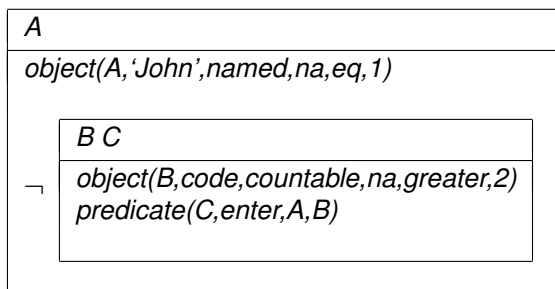 A
object(A,‘John’,named,na,eq,1)
B C
¬
object(B,code,countable,na,greater,2)
predicate(C,enter,A,B)